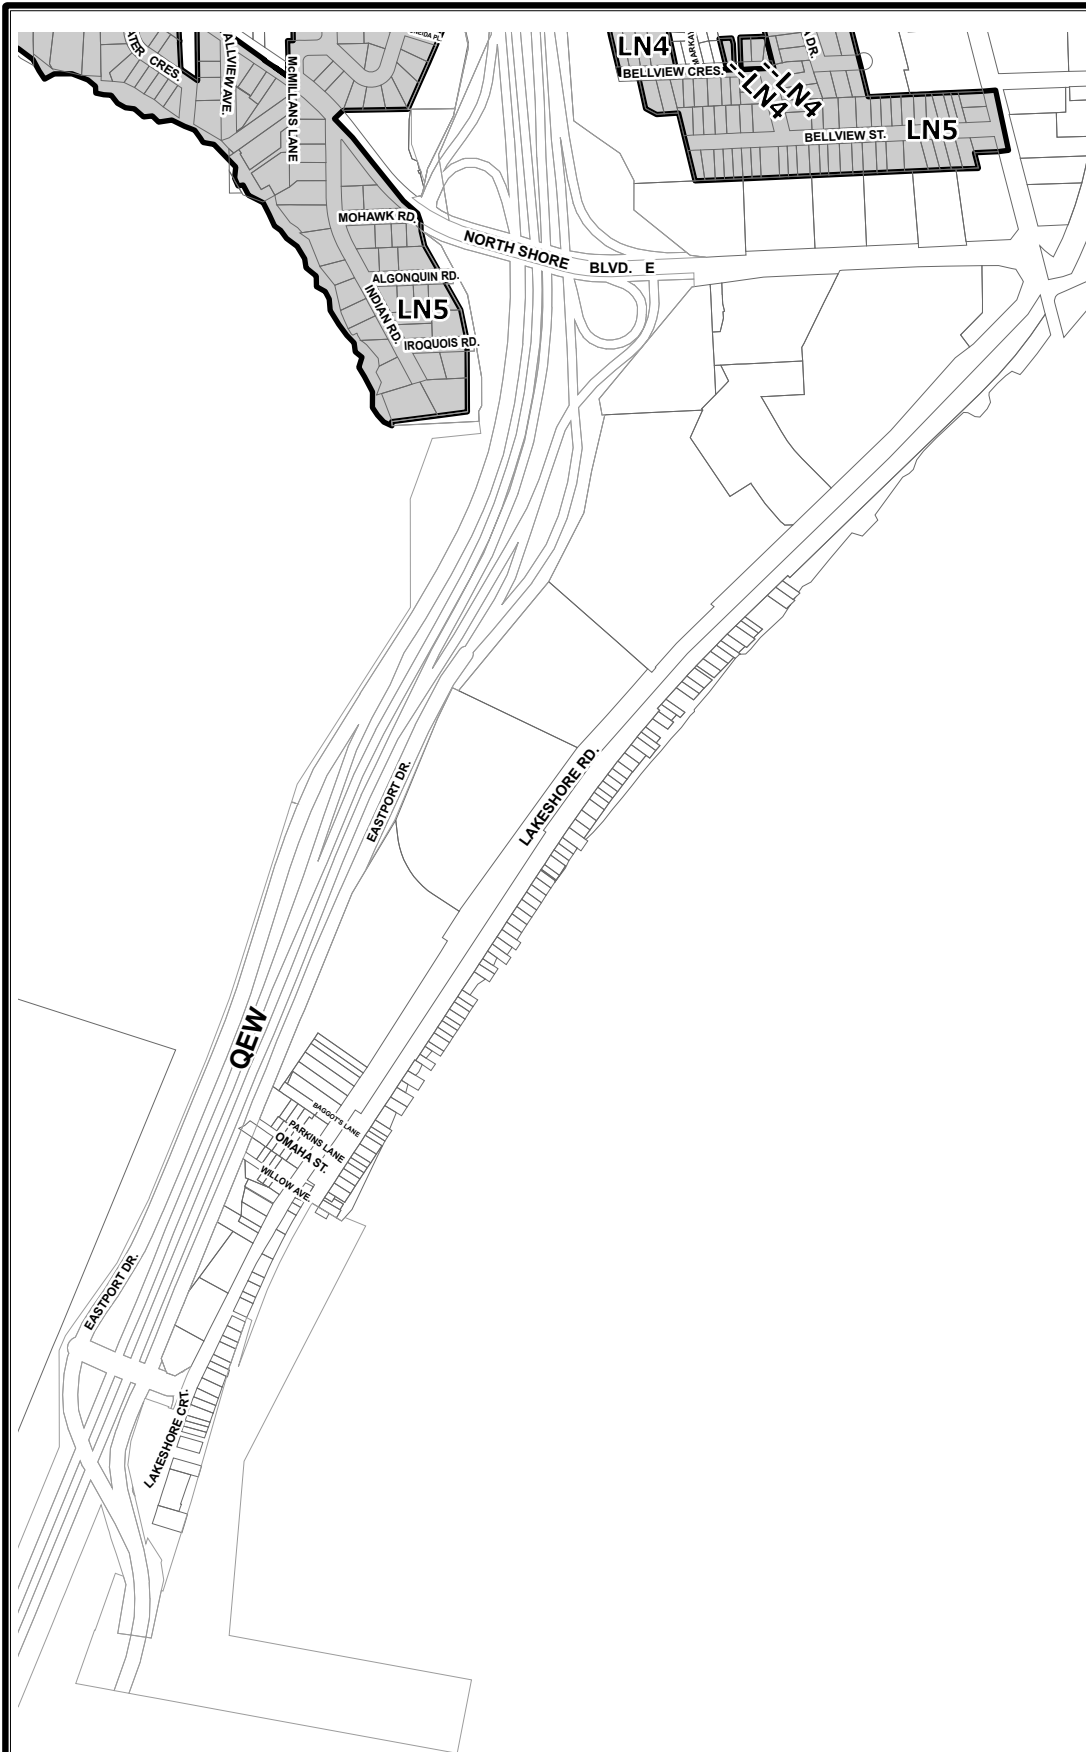 CRES.
ALLVIEW AVE.
McMILLANS LANE
LN4
BELLVIEW CRES.
DR.
LN4
LN4
BELLVIEW ST.
LN5
MOHAWK RD.
NORTH SHORE BLVD. E
ALGONQUIN RD.
INDIAN RD.
LN5
IROQUOIS RD.
LAKESHORE RD.
EASTPORT DR.
QEW
BAGGOT'S LANE
PARKINS LANE
OMAHA ST.
WILLOW AVE.
EASTPORT DR.
LAKESHORE CRT.